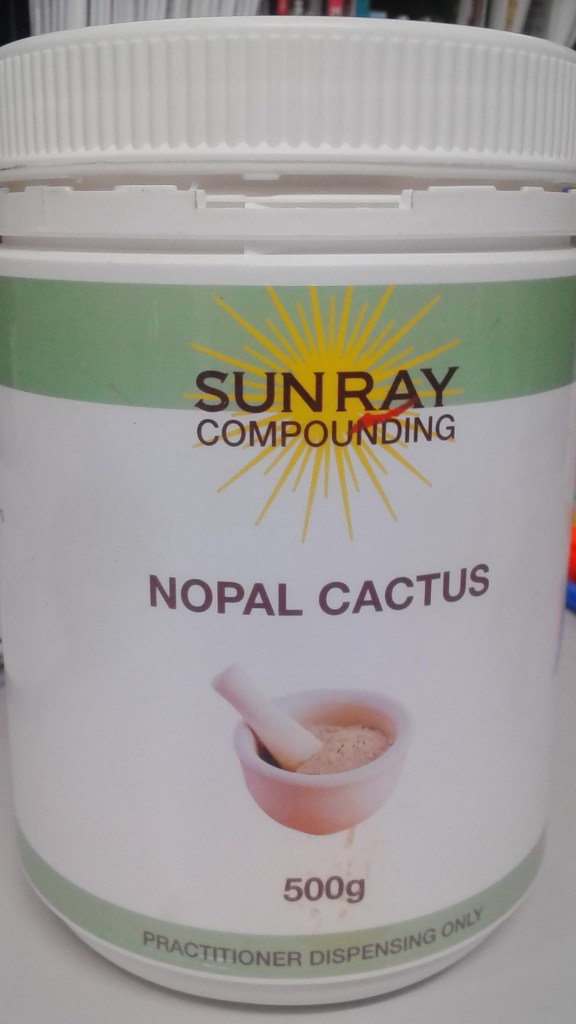 SUNRAY
COMPOUNDING
NOPAL CACTUS
500g
PRACTITIONER DISPENSING ONLY